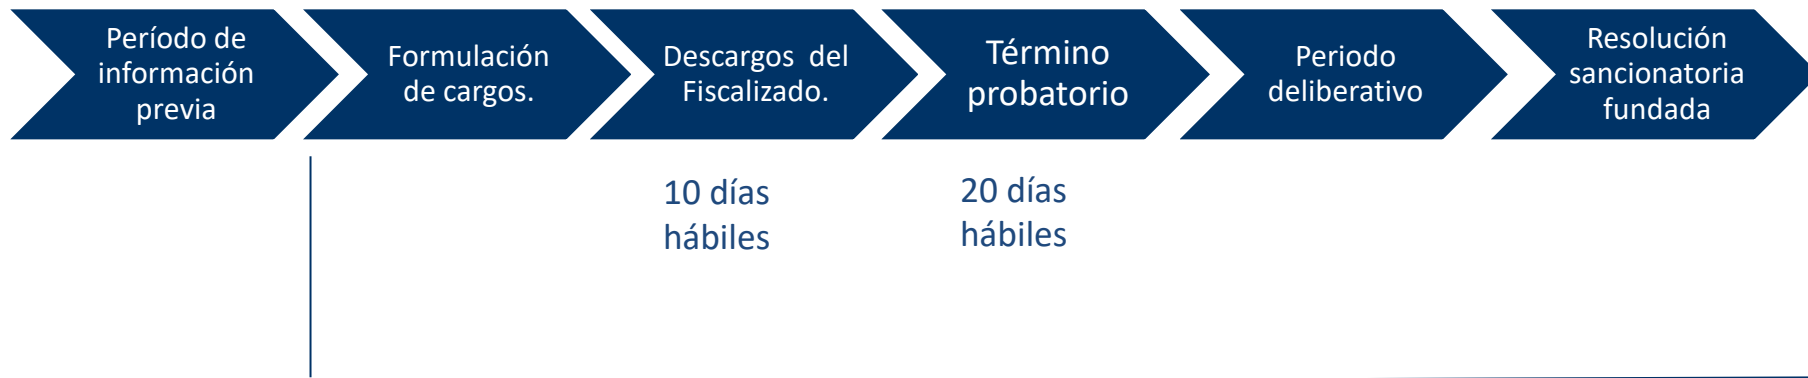 Período de
información
previa
Formulación
de cargos.
Descargos del
Fiscalizado.
Término
probatorio
Periodo
deliberativo
Resolución
sancionatoria
fundada
10 días
hábiles
20 días
hábiles